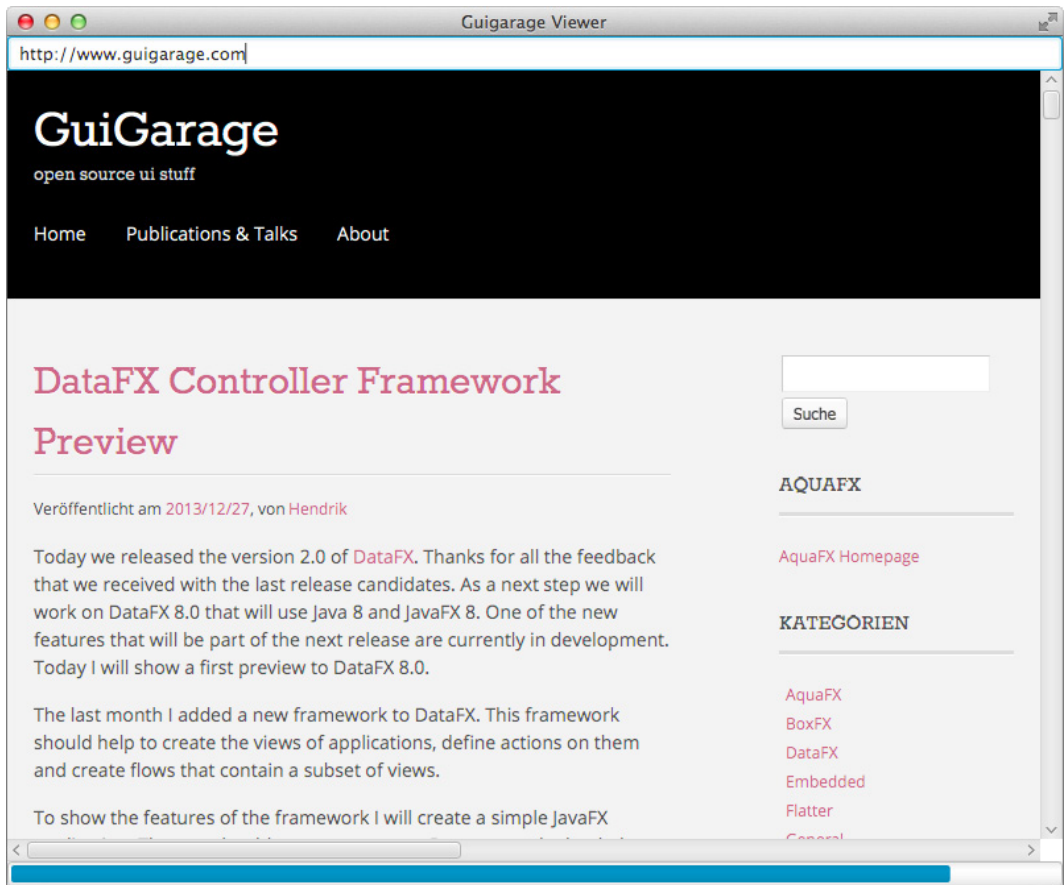 Guigarage Viewer
http://www.guigarage.com
GuiGarage
open source ui stuff
Home Publications & Talks About
DataFX Controller Framework
Preview
Veröffentlicht am 2013/12/27, von Hendrik
Today we released the version 2.0 of DataFX. Thanks for all the feedback
that we received with the last release candidates. As a next step we will
work on DataFX 8.0 that will use Java 8 and JavaFX 8. One of the new
features that will be part of the next release are currently in development.
Today I will show a first preview to DataFX 8.0.
The last month I added a new framework to DataFX. This framework
should help to create the views of applications, define actions on them
and create flows that contain a subset of views.
To show the features of the framework I will create a simple JavaFX
Suche
AQUAFX
AquaFX Homepage
KATEGORIEN
AquaFX
BoxFX
DataFX
Embedded
Flatter
General